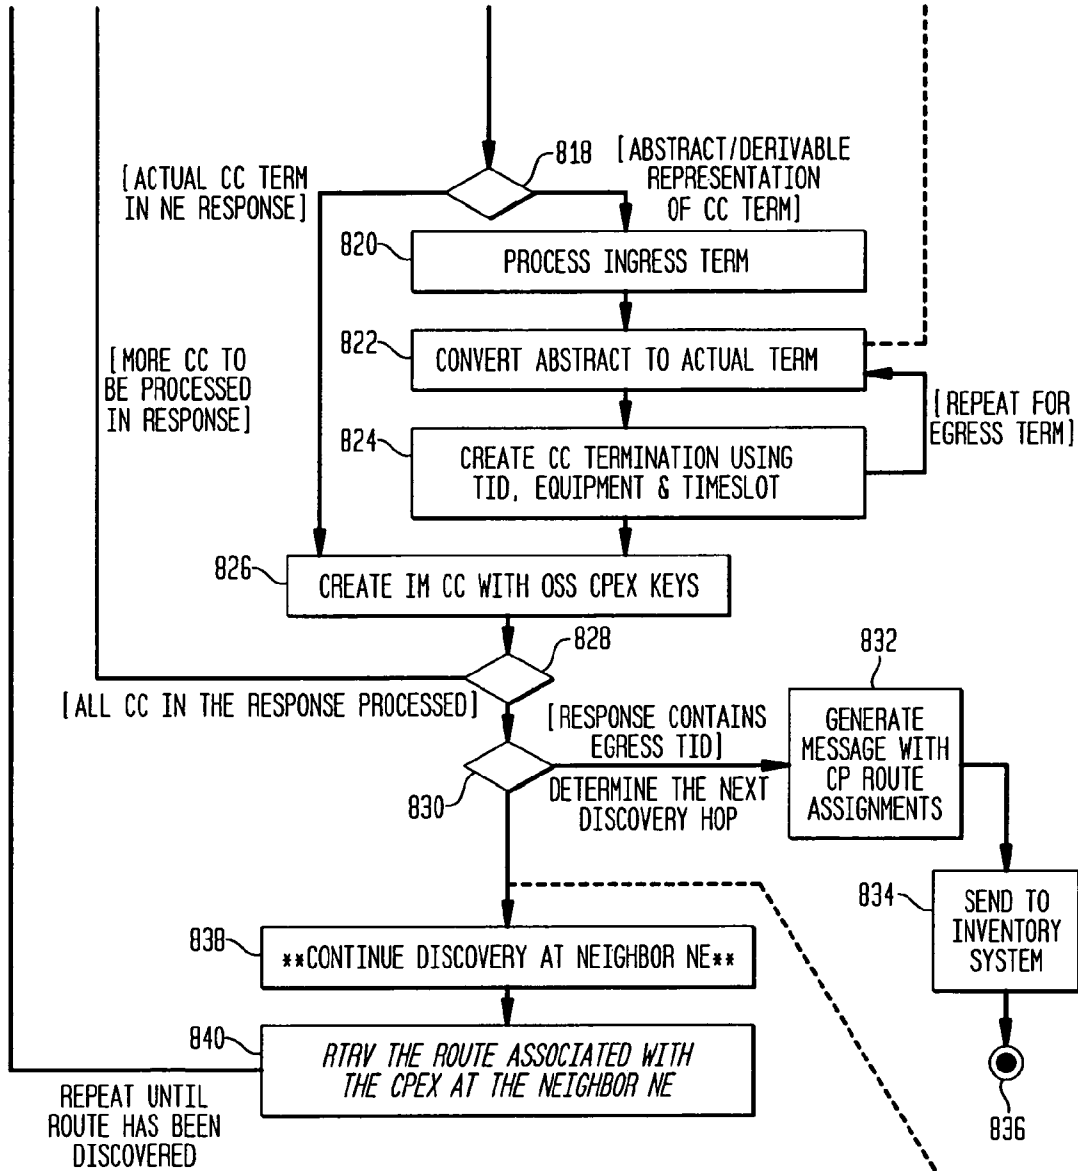 818
[ACTUAL CC TERM
IN NE RESPONSE]
[ABSTRACT/DERIVABLE
REPRESENTATION
OF CC TERM]
820
PROCESS INGRESS TERM
822
CONVERT ABSTRACT TO ACTUAL TERM
[MORE CC TO
BE PROCESSED
IN RESPONSE]
[REPEAT FOR
EGRESS TERM]
824
CREATE CC TERMINATION USING
TID, EQUIPMENT & TIMESLOT
826
CREATE IM CC WITH OSS CPEX KEYS
828
[ALL CC IN THE RESPONSE PROCESSED]
830
[RESPONSE CONTAINS
EGRESS TID]
DETERMINE THE NEXT
DISCOVERY HOP
832
GENERATE
MESSAGE WITH
CP ROUTE
ASSIGNMENTS
834
SEND TO
INVENTORY
SYSTEM
836
838
**CONTINUE DISCOVERY AT NEIGHBOR NE**
840
RTRV THE ROUTE ASSOCIATED WITH
THE CPEX AT THE NEIGHBOR NE
REPEAT UNTIL
ROUTE HAS BEEN
DISCOVERED